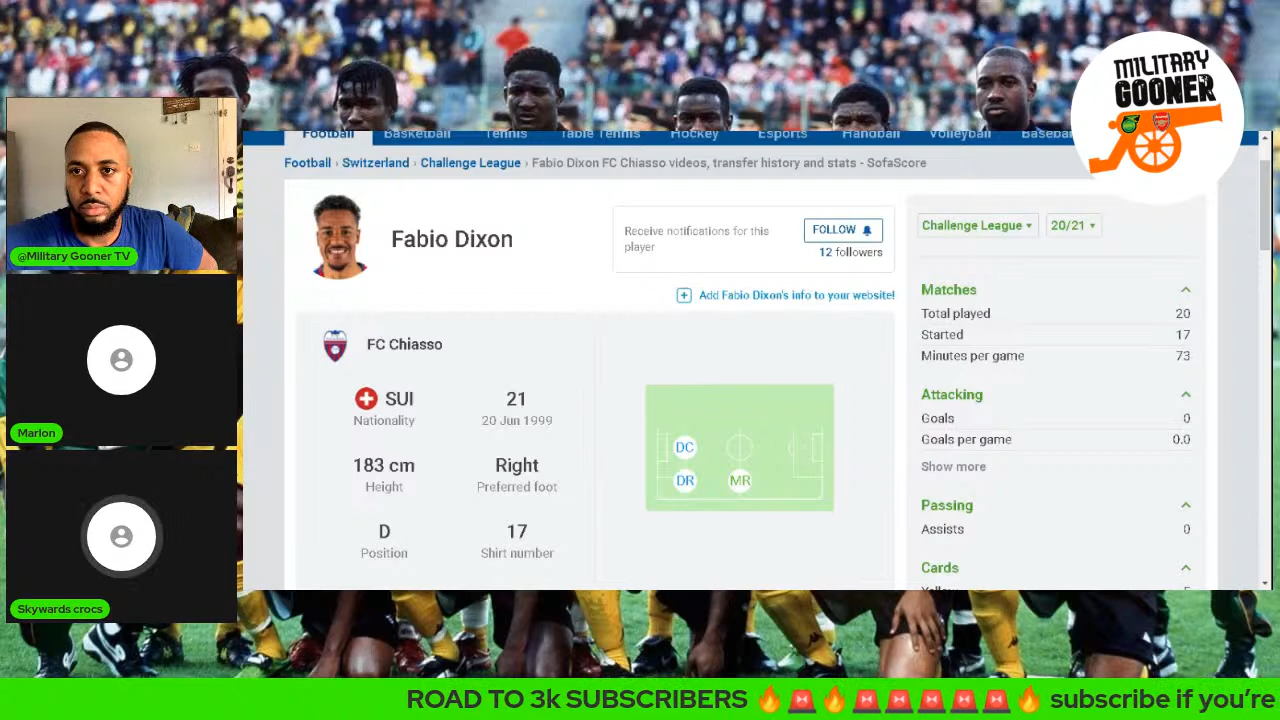 MILITARY
GOONER
Football
Basketball
Tennis
Table Tennis
Hockey
Esports
Handball
Volleyball
Football › Switzerland › Challenge League › Fabio Dixon FC Chiasso videos, transfer history and stats - SofaScore
Fabio Dixon
Receive notifications for this
player
FOLLOW
12 followers
+ Add Fabio Dixon's info to your website!
FC Chiasso
SUI
Nationality
21
20 Jun 1999
183 cm
Height
Right
Preferred foot
D
Position
17
Shirt number
DC
DR
MR
Challenge League ▾
20/21 ▾
Matches
Total played 20
Started 17
Minutes per game 73
Attacking
Goals 0
Goals per game 0.0
Show more
Passing
Assists 0
Cards
@Military Gooner TV
Marlon
Skywards crocs
ROAD TO 3k SUBSCRIBERS 🔥🚨🔥🚨🚨🚨🚨🚨🔥 subscribe if you're